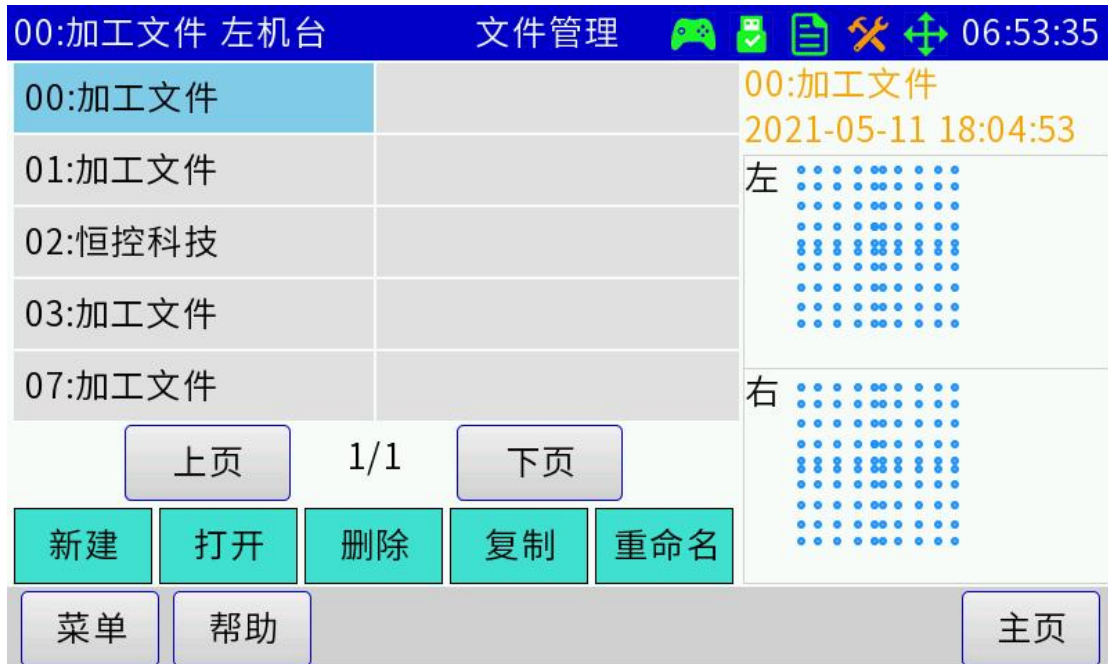 00:加工文件 左机台 文件管理 06:53:35
00:加工文件
01:加工文件
02:恒控科技
03:加工文件
07:加工文件
上页 1/1 下页
新建 打开 删除 复制 重命名
00:加工文件
2021-05-11 18:04:53
左
右
菜单 帮助 主页